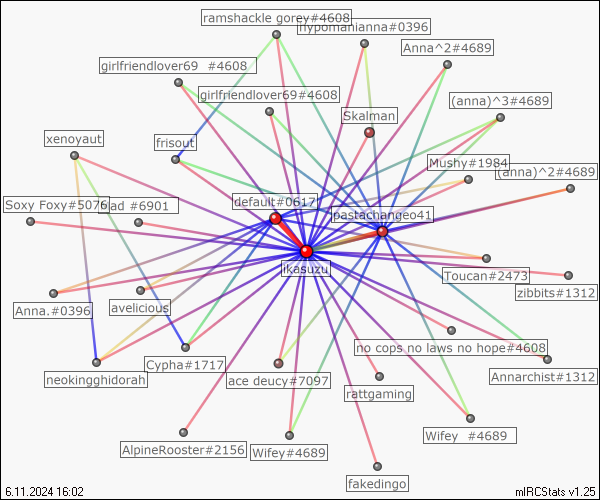 ramshackle gorey#4608
hypomanianna#0396
Anna^2#4689
girlfriendlover69 #4608
girlfriendlover69#4608
(anna)^3#4689
Skalman
xenoyaut
frisout
Mushy#1984
(anna)^2#4689
Soxy Foxy#5076
#6901
default#0617
pastachangeo41
ikasuzu
Toucan#2473
zibbits#1312
Anna.#0396
avelicious
no cops no laws no hope#4608
Cypha#1717
neokingghidorah
ace deucy#7097
Annarchist#1312
rattgaming
AlpineRooster#2156
Wifey#4689
Wifey #4689
fakedingo
6.11.2024 16:02
mIRCStats v1.25